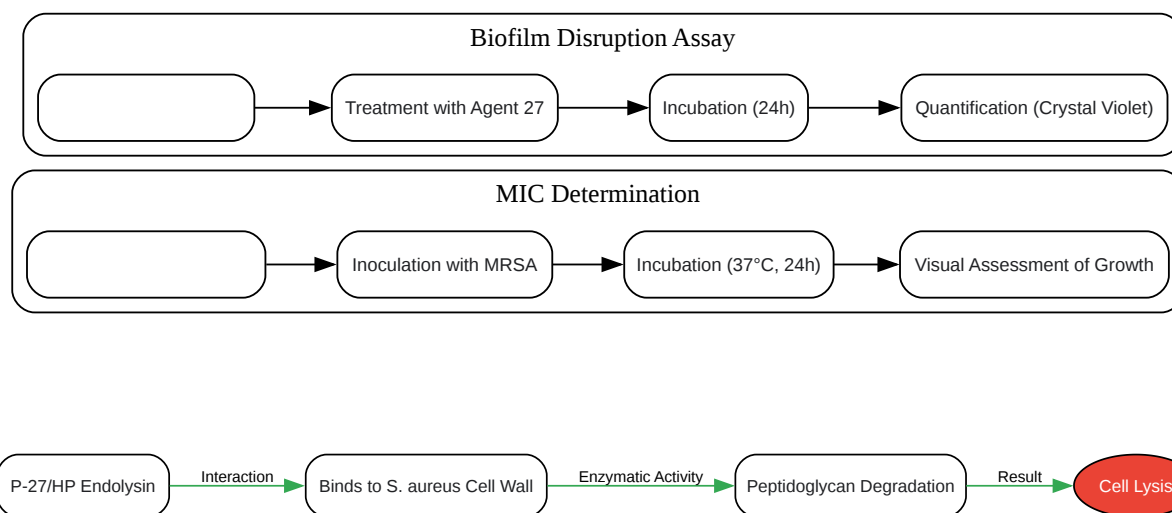 Biofilm Disruption Assay
Treatment with Agent 27
Incubation (24h)
Quantification (Crystal Violet)
MIC Determination
Inoculation with MRSA
Incubation (37°C, 24h)
Visual Assessment of Growth
P-27/HP Endolysin
Interaction
Binds to S. aureus Cell Wall
Enzymatic Activity
Peptidoglycan Degradation
Result
Cell Lysis